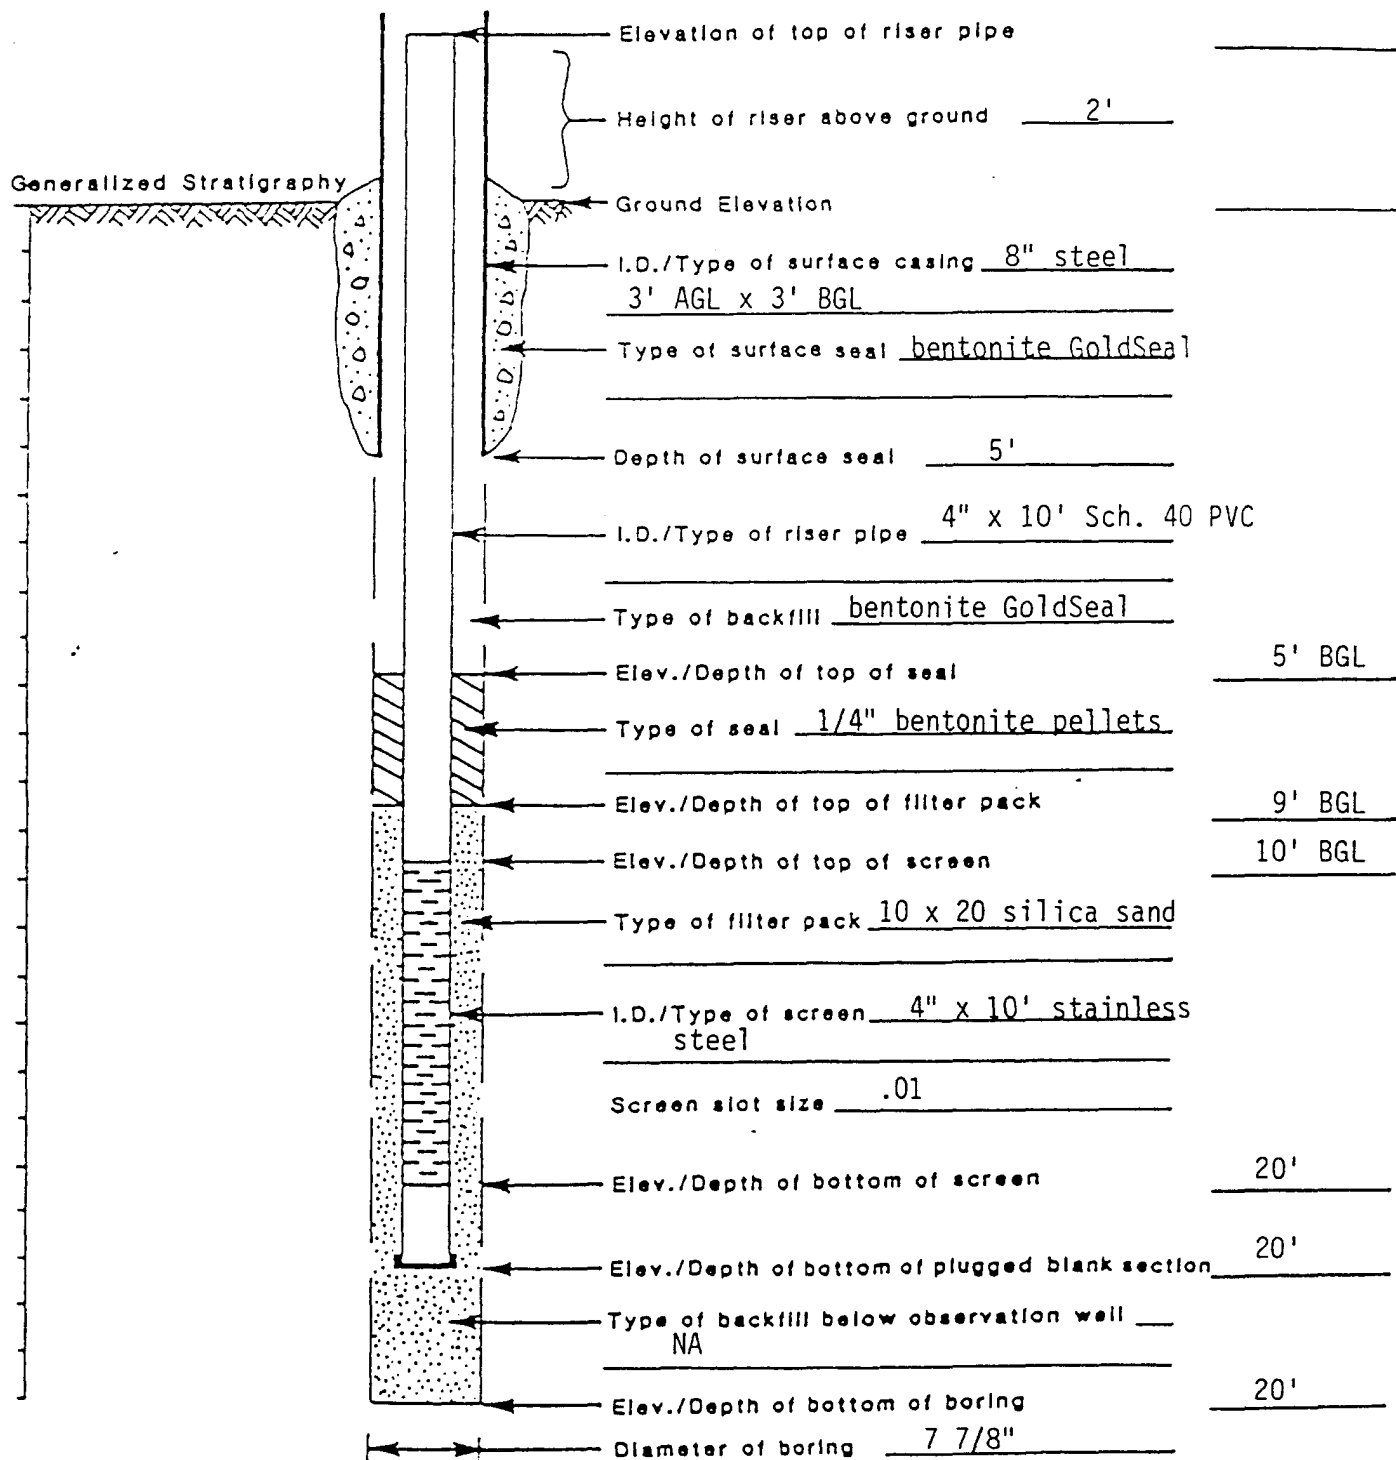 Elevation of top of riser pipe
Height of riser above ground 2'
Generalized Stratigraphy
Ground Elevation
I.D./Type of surface casing 8" steel
3' AGL x 3' BGL
Type of surface seal bentonite GoldSeal
Depth of surface seal 5'
I.D./Type of riser pipe 4" x 10' Sch. 40 PVC
Type of backfill bentonite GoldSeal
Elev./Depth of top of seal 5' BGL
Type of seal 1/4" bentonite pellets
Elev./Depth of top of filter pack 9' BGL
Elev./Depth of top of screen 10' BGL
Type of filter pack 10 x 20 silica sand
I.D./Type of screen 4" x 10' stainless
steel
Screen slot size .01
Elev./Depth of bottom of screen 20'
Elev./Depth of bottom of plugged blank section 20'
Type of backfill below observation well
NA
Elev./Depth of bottom of boring 20'
Diameter of boring 7 7/8"